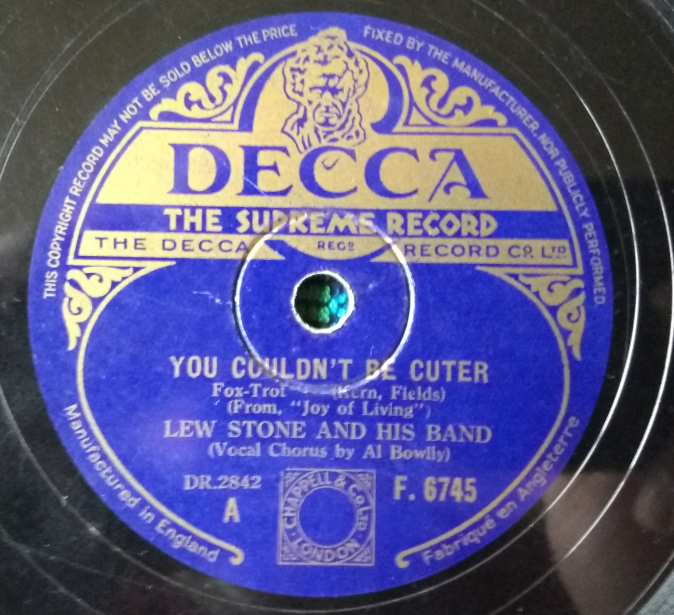 THIS COPYRIGHT RECORD MAY NOT BE SOLD BELOW THE PRICE FIXED BY THE MANUFACTURER, NOR PUBLICLY PERFORMED.
DECCA
THE SUPREME RECORD
THE DECCA REGD RECORD CO. LTD
YOU COULDN'T BE CUTER
Fox-Trot (Kern, Fields)
(From, "Joy of Living")
LEW STONE AND HIS BAND
(Vocal Chorus by Al Bowlly)
DR.2842
A
F. 6745
CHAPPELL & CO LTD
LONDON
Manufactured in England
Fabriqué en Angleterre